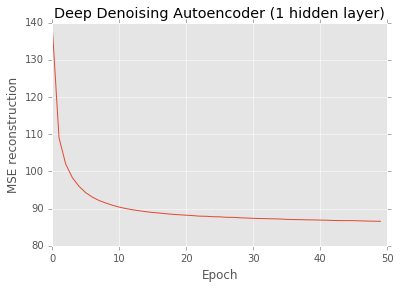 Deep Denoising Autoencoder (1 hidden layer)
140
130
120
110
100
90
80
MSE reconstruction
0 10 20 30 40 50
Epoch